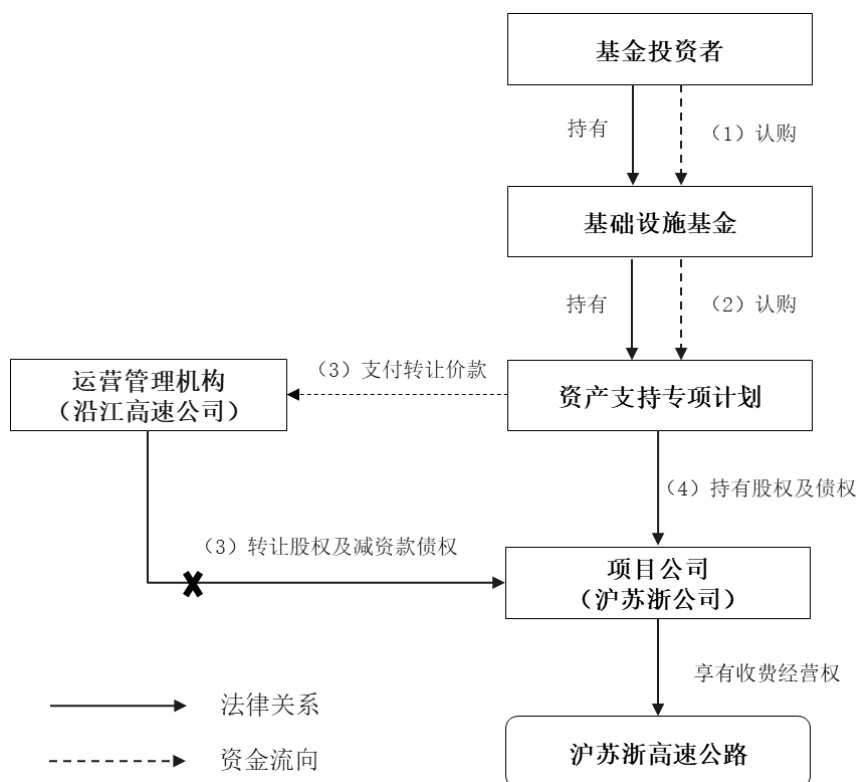 基金投资者
持有
（1）认购
基础设施基金
持有
（2）认购
运营管理机构
（沿江高速公司）
（3）支付转让价款
资产支持专项计划
（4）持有股权及债权
（3）转让股权及减资款债权
项目公司
（沪苏浙公司）
享有收费经营权
法律关系
沪苏浙高速公路
资金流向